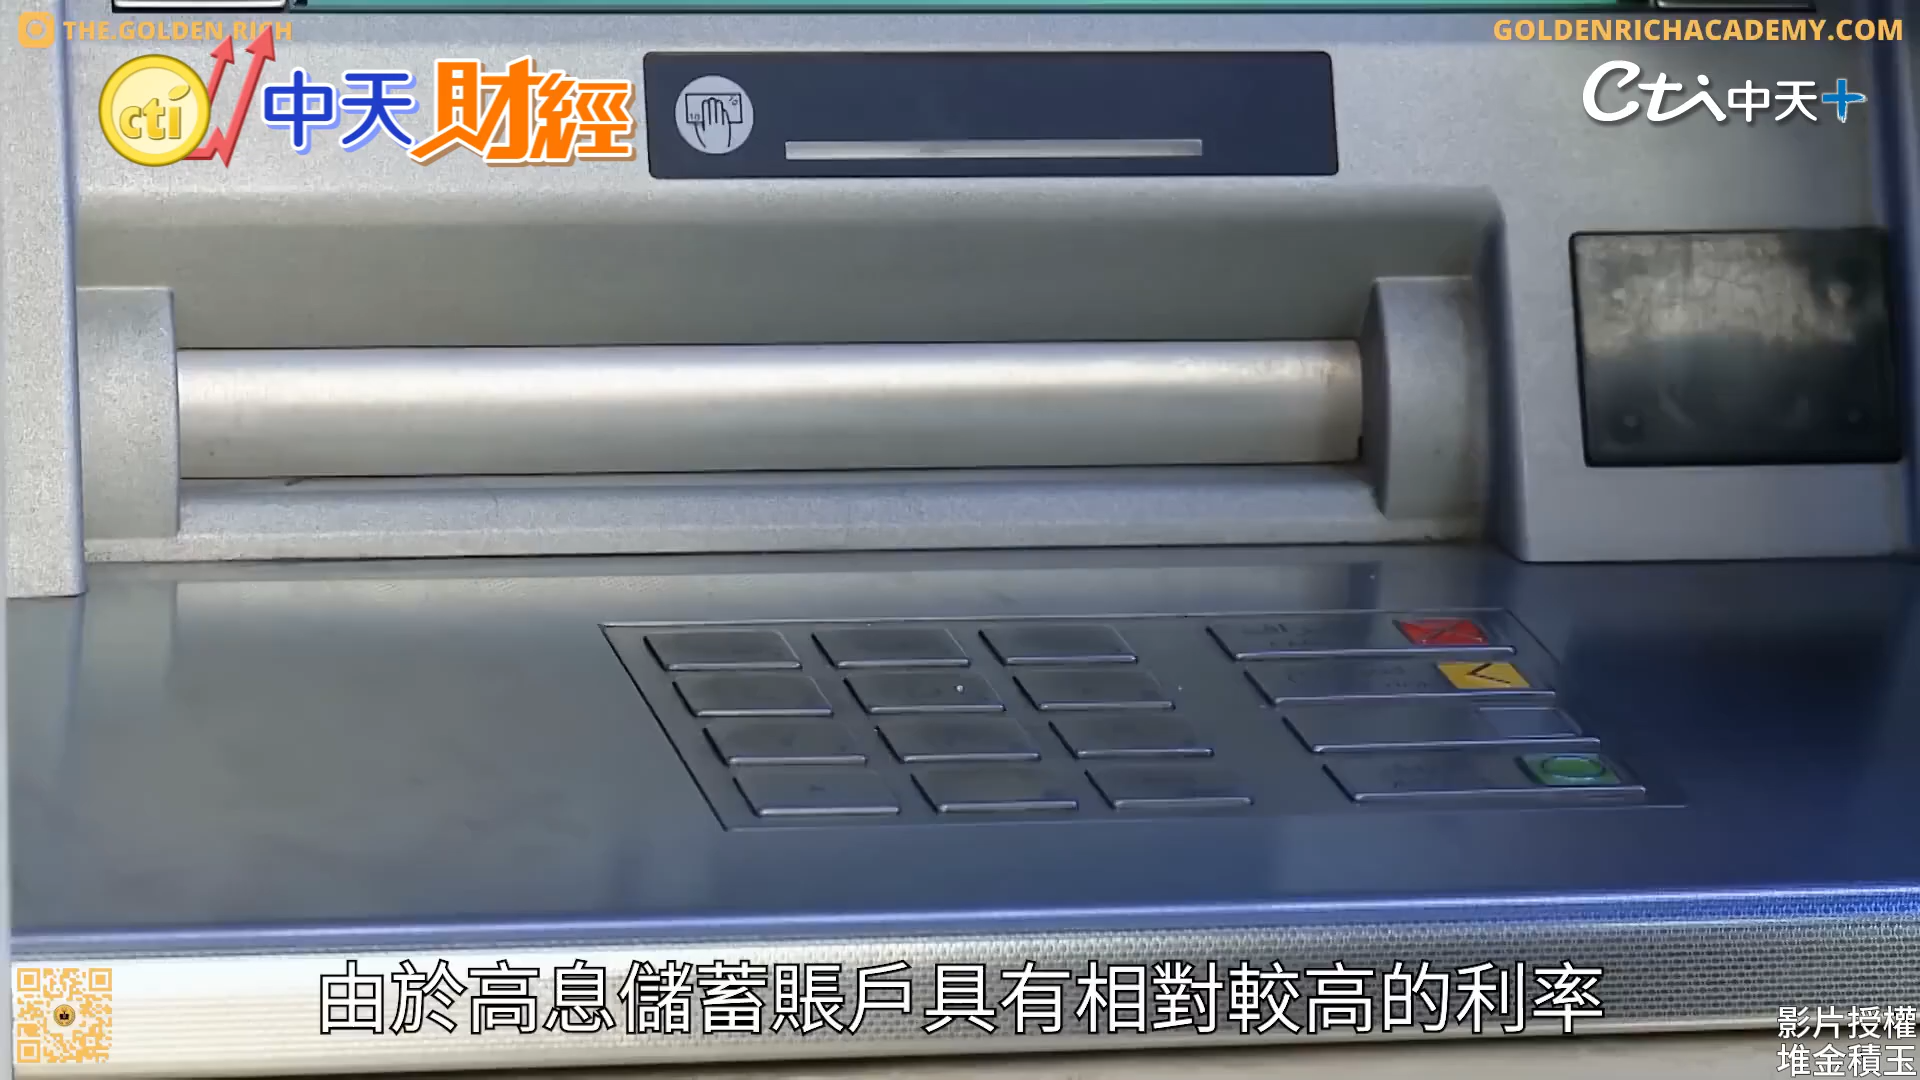 THE.GOLDEN.RICH
GOLDENRICHACADEMY.COM
cti
中天財經
cti中天+
由於高息儲蓄賬戶具有相對較高的利率
影片授權
堆金積玉